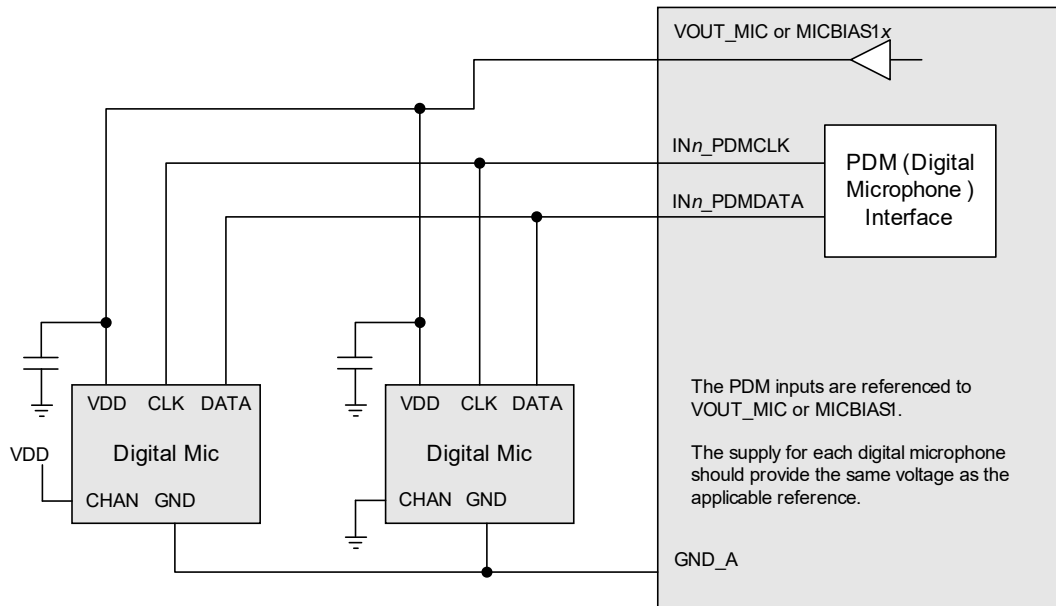 VOUT_MIC or MICBIAS1x
INn_PDMCLK
PDM (Digital
Microphone )
Interface
INn_PDMDATA
VDD CLK DATA
Digital Mic
VDD
CHAN GND
VDD CLK DATA
Digital Mic
CHAN GND
The PDM inputs are referenced to
VOUT_MIC or MICBIAS1.
The supply for each digital microphone
should provide the same voltage as the
applicable reference.
GND_A